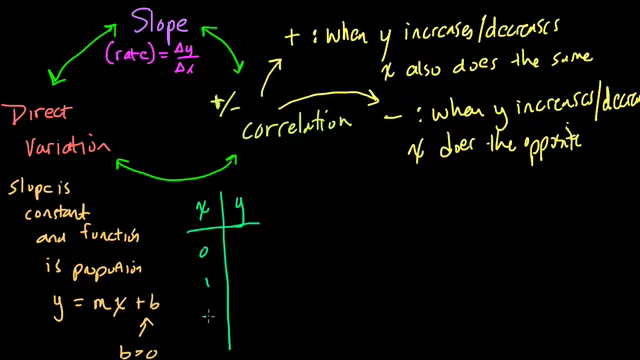 Slope
(rate) = Δy/Δx
+ : when y increases/decreases
x also does the same
+/-
correlation
- : when y increases/decreas
x does the opposite
Direct
Variation
Slope is
constant
and function
is propotion
y = mx + b
b=0
x y
0
1